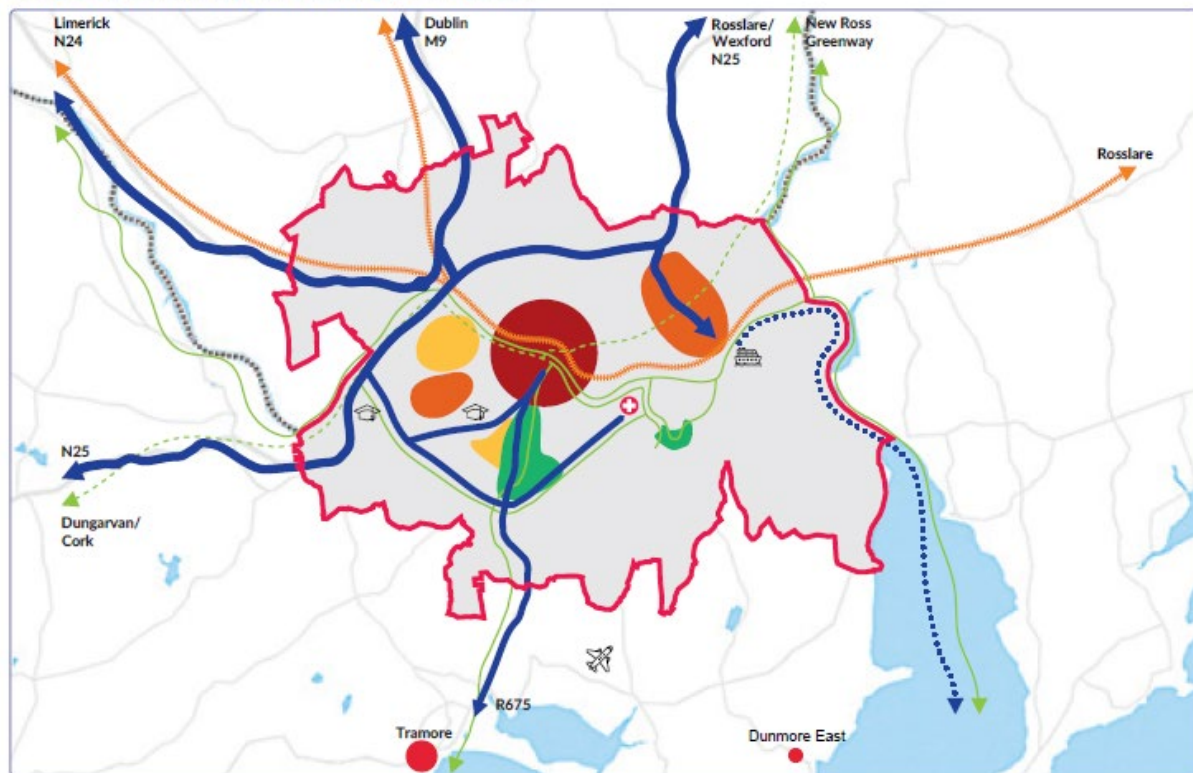 Limerick
N24
Dublin
M9
Rosslare/
Wexford
N25
New Ross
Greenway
Rosslare
N25
Dungarvan/
Cork
R675
Tramore
Dunmore East